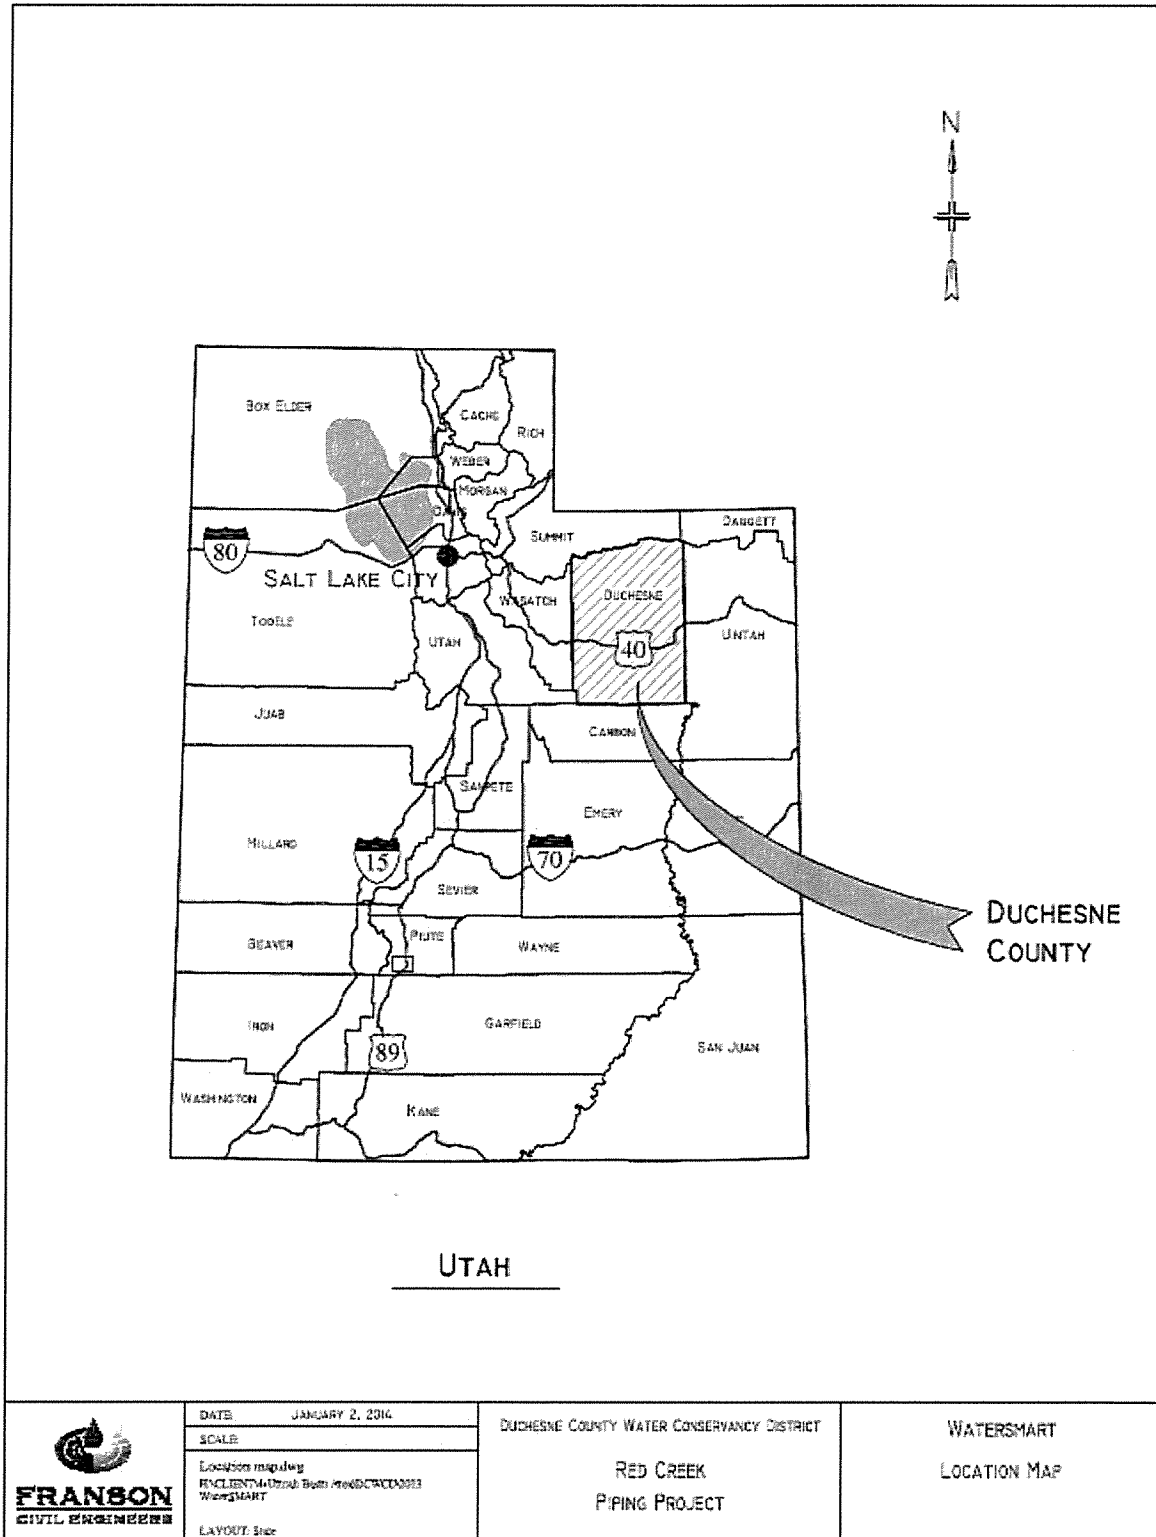 N
BOX ELDER
CACHE
RICH
WEBER
MORGAN
DAVIS
SUMMIT
DAGGETT
80
SALT LAKE CITY
WASATCH
DUCHESNE
TOOELE
UTAH
40
UNTAH
JUAB
CARBON
SANPETE
EMERY
MILLARD
15
70
SEVIER
DUCHESNE
COUNTY
BEAVER
PIUTE
WAYNE
IRON
GARFIELD
89
SAN JUAN
WASHINGTON
KANE
UTAH
FRANSON
CIVIL ENGINEERS
DATE: JANUARY 2, 2014
SCALE:
Location map.dwg
WaterSMART
LAYOUT: State
DUCHESNE COUNTY WATER CONSERVANCY DISTRICT
RED CREEK
PIPING PROJECT
WATERSMART
LOCATION MAP